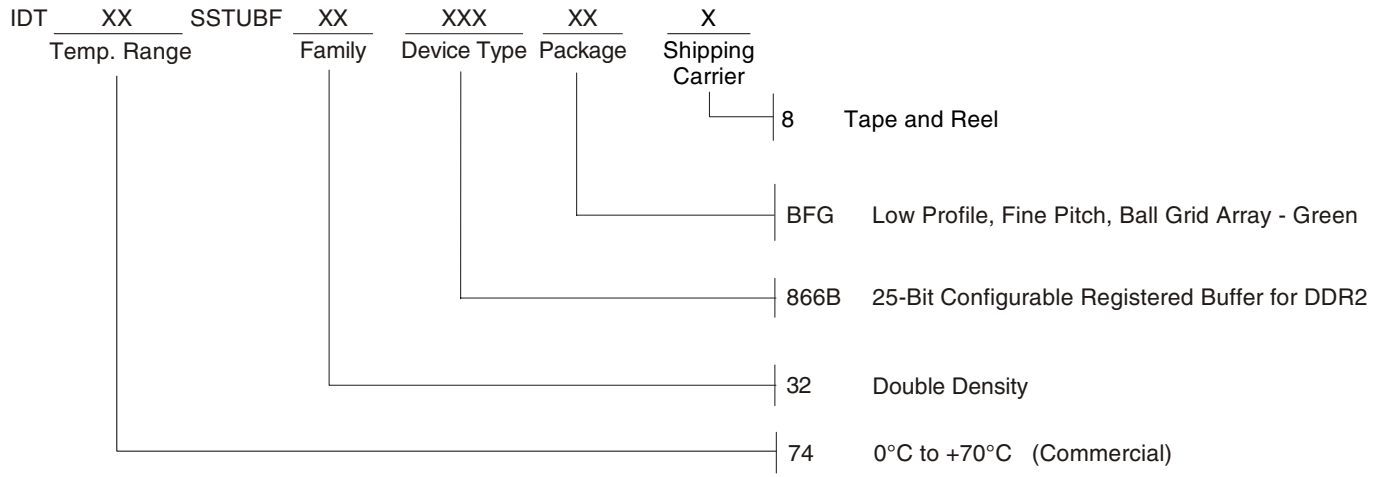 IDT XX SSTUBF XX XXX XX X
Temp. Range Family Device Type Package Shipping
Carrier
8 Tape and Reel
BFG Low Profile, Fine Pitch, Ball Grid Array - Green
866B 25-Bit Configurable Registered Buffer for DDR2
32 Double Density
74 0°C to +70°C (Commercial)